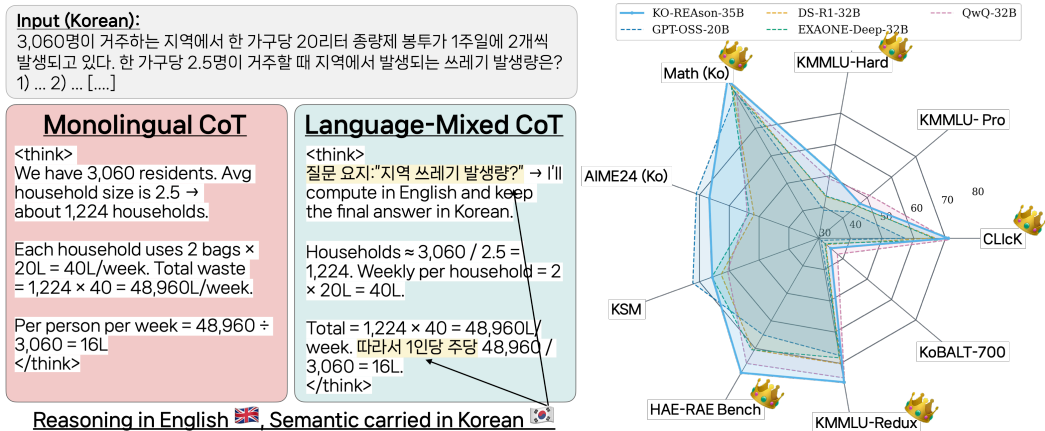 Input (Korean):
3,060명이 거주하는 지역에서 한 가구당 20리터 종량제 봉투가 1주일에 2개씩
발생되고 있다. 한 가구당 2.5명이 거주할 때 지역에서 발생되는 쓰레기 발생량은?
1) ... 2) ... [....]
Monolingual CoT
<think>
We have 3,060 residents. Avg
household size is 2.5 →
about 1,224 households.
Each household uses 2 bags ×
20L = 40L/week. Total waste
= 1,224 × 40 = 48,960L/week.
Per person per week = 48,960 ÷
3,060 = 16L
</think>
Language-Mixed CoT
<think>
질문 요지:"지역 쓰레기 발생량?" → I'll
compute in English and keep
the final answer in Korean.
Households ≈ 3,060 / 2.5 =
1,224. Weekly per household = 2
× 20L = 40L.
Total = 1,224 × 40 = 48,960L/
week. 따라서 1인당 주당 48,960 /
3,060 = 16L.
</think>
Reasoning in English 🇬🇧, Semantic carried in Korean 🇰🇷
KO-REAson-35B
GPT-OSS-20B
DS-R1-32B
EXAONE-Deep-32B
QwQ-32B
Math (Ko)
KMMLU-Hard
KMMLU- Pro
AIME24 (Ko)
30
40
50
60
70
80
CLIcK
KSM
KoBALT-700
HAE-RAE Bench
KMMLU-Redux